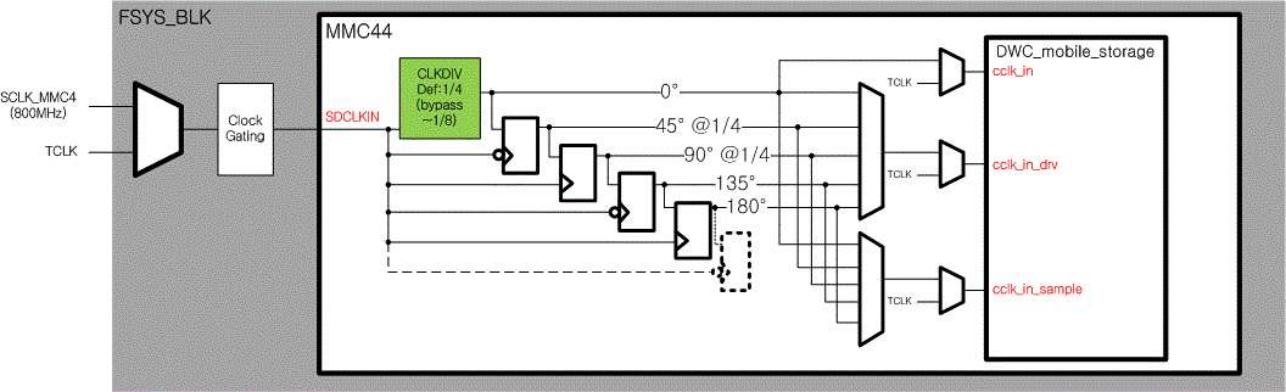 FSYS_BLK
MMC44
SCLK_MMC4
(800MHz)
TCLK
Clock
Gating
SDCLKIN
CLKDIV
Def:1/4
(bypass
~1/8)
0°
45° @1/4
90° @1/4
135°
180°
TCLK
TCLK
TCLK
DWC_mobile_storage
cclk_in
cclk_in_drv
cclk_in_sample